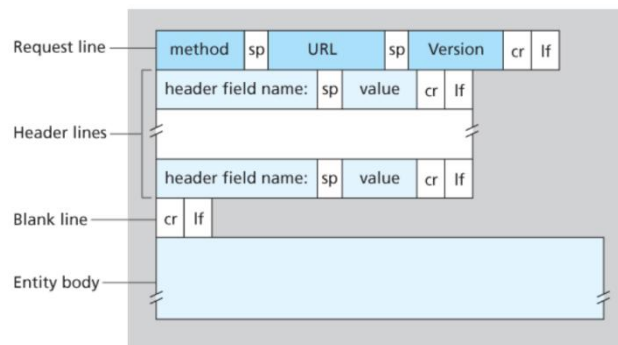 Request line method sp URL sp Version cr lf
header field name: sp value cr lf
Header lines
header field name: sp value cr lf
Blank line cr lf
Entity body